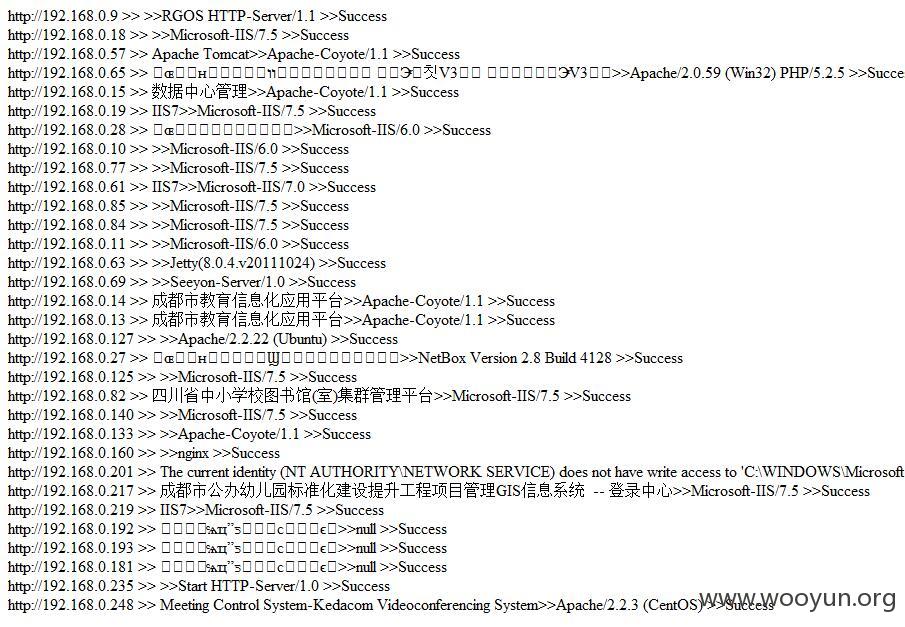 http://192.168.0.9 >> >>RGOS HTTP-Server/1.1 >>Success
http://192.168.0.18 >> >>Microsoft-IIS/7.5 >>Success
http://192.168.0.57 >> Apache Tomcat>>Apache-Coyote/1.1 >>Success
http://192.168.0.65 >> >>Apache/2.0.59 (Win32) PHP/5.2.5 >>Succe
http://192.168.0.15 >> 数据中心管理>>Apache-Coyote/1.1 >>Success
http://192.168.0.19 >> IIS7>>Microsoft-IIS/7.5 >>Success
http://192.168.0.28 >> >>Microsoft-IIS/6.0 >>Success
http://192.168.0.10 >> >>Microsoft-IIS/6.0 >>Success
http://192.168.0.77 >> >>Microsoft-IIS/7.5 >>Success
http://192.168.0.61 >> IIS7>>Microsoft-IIS/7.0 >>Success
http://192.168.0.85 >> >>Microsoft-IIS/7.5 >>Success
http://192.168.0.84 >> >>Microsoft-IIS/7.5 >>Success
http://192.168.0.11 >> >>Microsoft-IIS/6.0 >>Success
http://192.168.0.63 >> >>Jetty(8.0.4.v20111024) >>Success
http://192.168.0.69 >> >>Seeyon-Server/1.0 >>Success
http://192.168.0.14 >> 成都市教育信息化应用平台>>Apache-Coyote/1.1 >>Success
http://192.168.0.13 >> 成都市教育信息化应用平台>>Apache-Coyote/1.1 >>Success
http://192.168.0.127 >> >>Apache/2.2.22 (Ubuntu) >>Success
http://192.168.0.27 >> >>NetBox Version 2.8 Build 4128 >>Success
http://192.168.0.125 >> >>Microsoft-IIS/7.5 >>Success
http://192.168.0.82 >> 四川省中小学校图书馆(室)集群管理平台>>Microsoft-IIS/7.5 >>Success
http://192.168.0.140 >> >>Microsoft-IIS/7.5 >>Success
http://192.168.0.133 >> >>Apache-Coyote/1.1 >>Success
http://192.168.0.160 >> >>nginx >>Success
http://192.168.0.201 >> The current identity (NT AUTHORITY\NETWORK SERVICE) does not have write access to 'C:\WINDOWS\Microsoft
http://192.168.0.217 >> 成都市公办幼儿园标准化建设提升工程项目管理GIS信息系统 -- 登录中心>>Microsoft-IIS/7.5 >>Success
http://192.168.0.219 >> IIS7>>Microsoft-IIS/7.5 >>Success
http://192.168.0.192 >> >>null >>Success
http://192.168.0.193 >> >>null >>Success
http://192.168.0.181 >> >>null >>Success
http://192.168.0.235 >> >>Start HTTP-Server/1.0 >>Success
http://192.168.0.248 >> Meeting Control System-Kedacom Videoconferencing System>>Apache/2.2.3 (CentOS) >>Success
www.wooyun.org